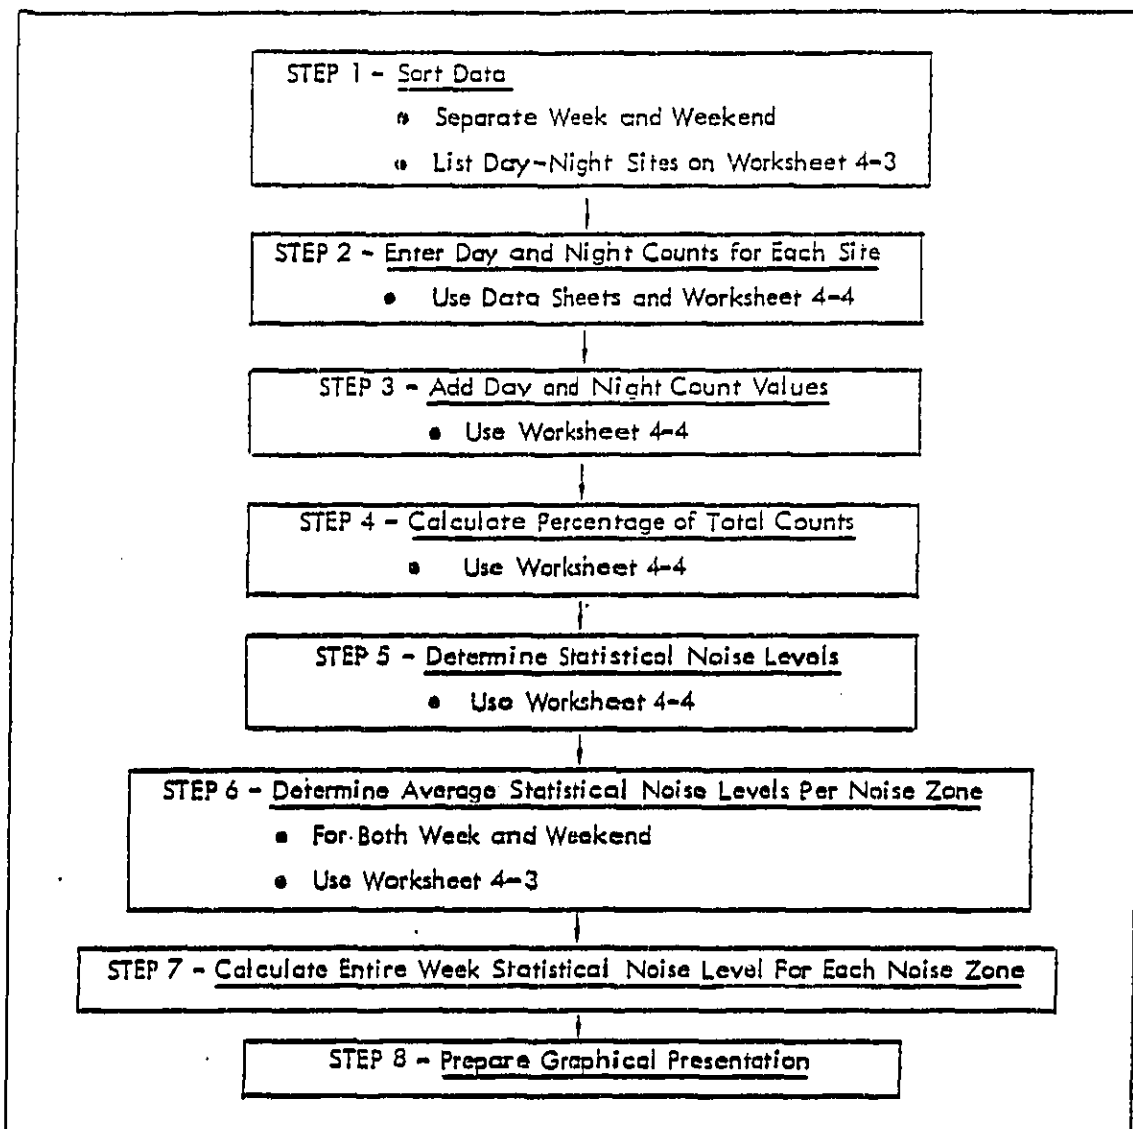 STEP 1 - Sort Data
• Separate Week and Weekend
• List Day-Night Sites on Worksheet 4-3
STEP 2 - Enter Day and Night Counts for Each Site
• Use Data Sheets and Worksheet 4-4
STEP 3 - Add Day and Night Count Values
• Use Worksheet 4-4
STEP 4 - Calculate Percentage of Total Counts
• Use Worksheet 4-4
STEP 5 - Determine Statistical Noise Levels
• Use Worksheet 4-4
STEP 6 - Determine Average Statistical Noise Levels Per Noise Zone
• For Both Week and Weekend
• Use Worksheet 4-3
STEP 7 - Calculate Entire Week Statistical Noise Level For Each Noise Zone
STEP 8 - Prepare Graphical Presentation